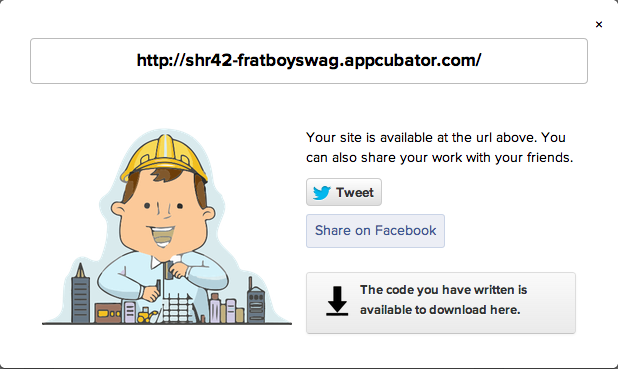 ×
http://shr42-fratboyswag.appcubator.com/
Your site is available at the url above. You
can also share your work with your friends.
Tweet
Share on Facebook
The code you have written is
available to download here.